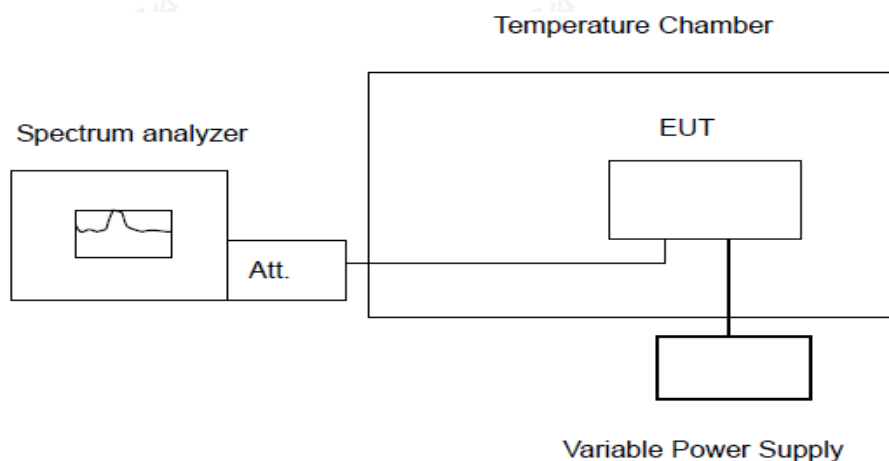 Temperature Chamber
Spectrum analyzer
EUT
Att.
Variable Power Supply